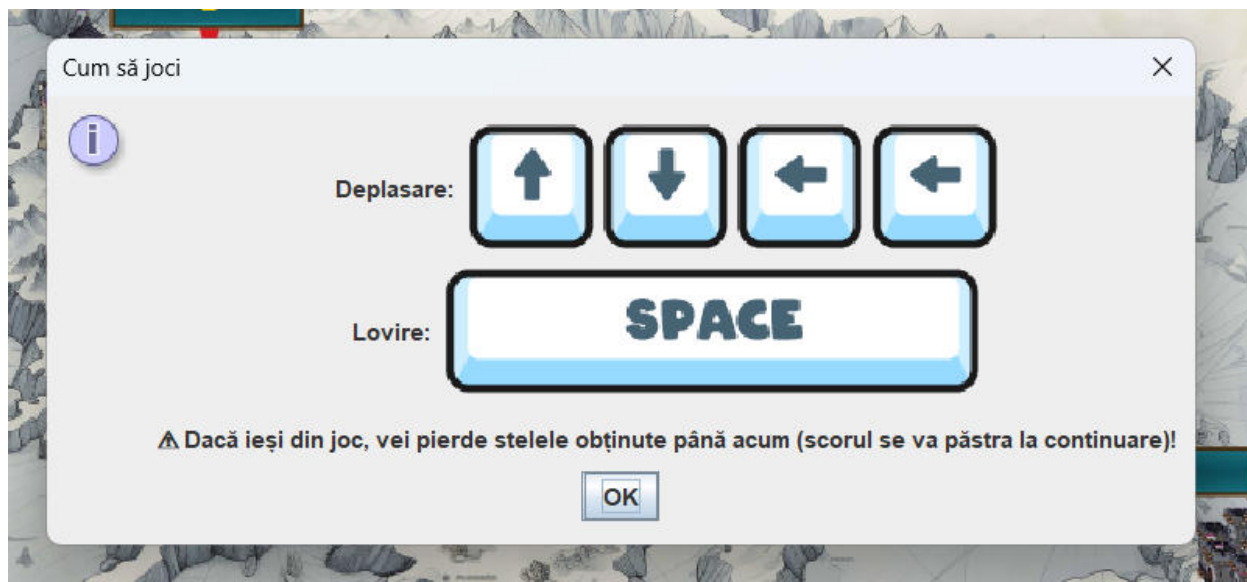 Cum să joci
Deplasare:
Lovire: SPACE
⚠ Dacă ieși din joc, vei pierde stelele obținute până acum (scorul se va păstra la continuare)!
OK